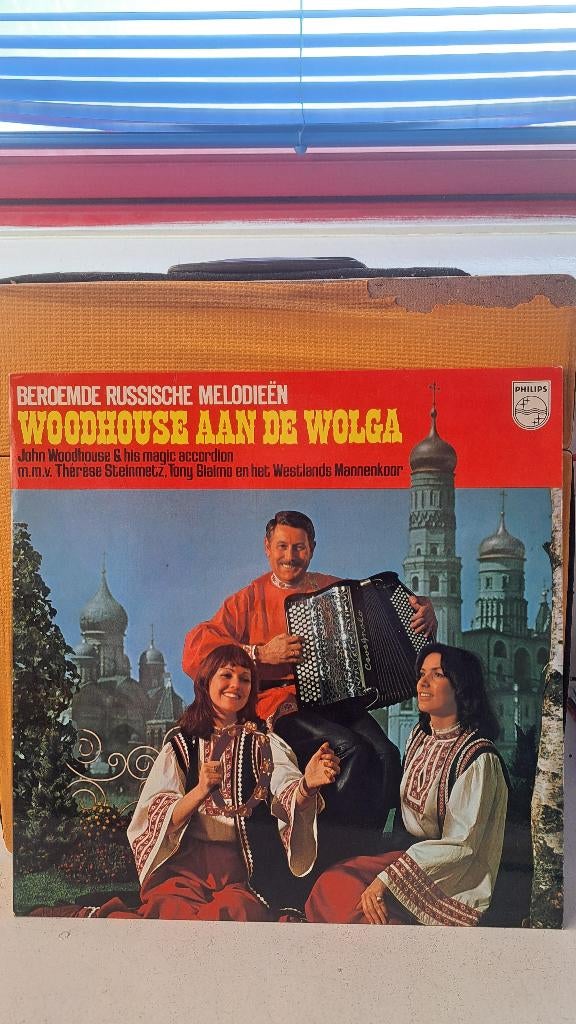 BEROEMDE RUSSISCHE MELODIEËN
PHILIPS
WOODHOUSE AAN DE WOLGA
John Woodhouse & his magic accordion
m.m.v. Thérèse Steinmetz, Tony Blaimo en het Westlands Mannenkoor